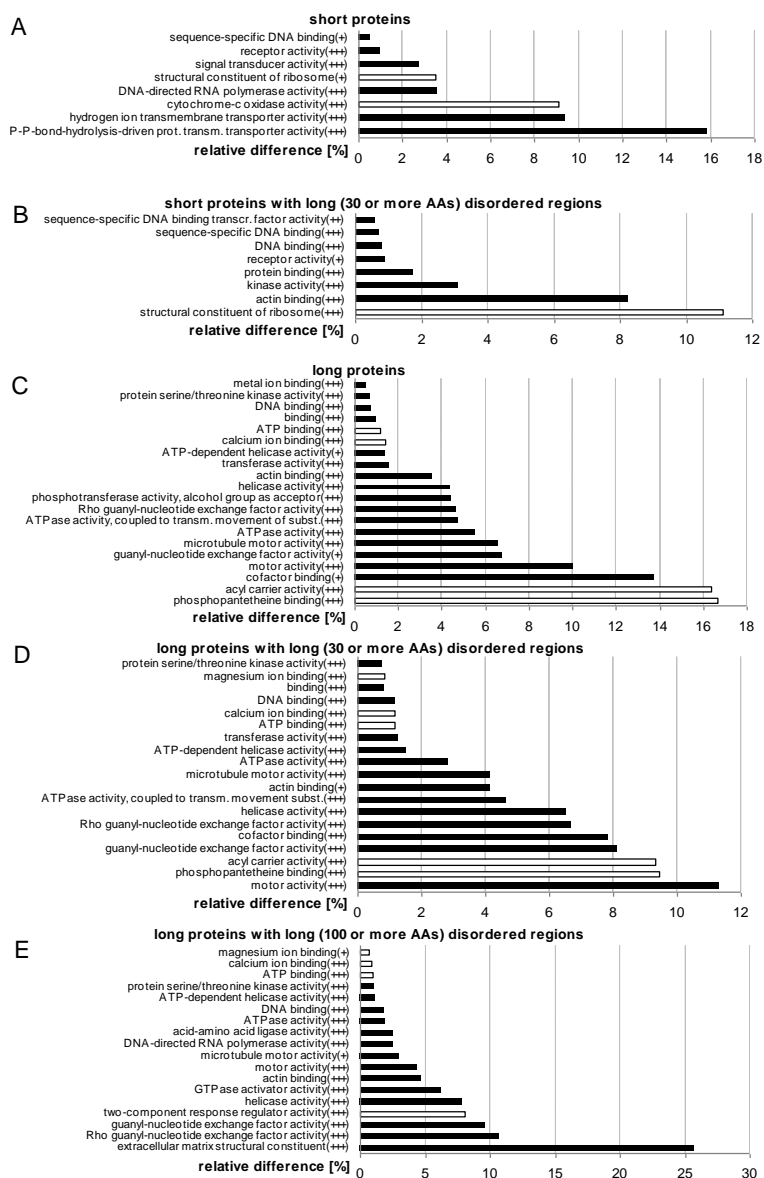 A
short proteins
sequence-specific DNA binding(+)
receptor activity(+++)
signal transducer activity(+++)
structural constituent of ribosome(+)
DNA-directed RNA polymerase activity(+++)
cytochrome-c oxidase activity(+++)
hydrogen ion transmembrane transporter activity(+++)
P-P-bond-hydrolysis-driven prot. transm. transporter activity(+++)
relative difference [%] 0 2 4 6 8 10 12 14 16 18
B
short proteins with long (30 or more AAs) disordered regions
sequence-specific DNA binding transcr. factor activity(++)
sequence-specific DNA binding(+++)
DNA binding(+++)
receptor activity(+)
protein binding(+++)
kinase activity(+++)
actin binding(+++)
structural constituent of ribosome(+++)
relative difference [%] 0 2 4 6 8 10 12
C
long proteins
metal ion binding(+++)
protein serine/threonine kinase activity(+++)
DNA binding(+++)
binding(+++)
ATP binding(+++)
calcium ion binding(+++)
ATP-dependent helicase activity(+)
transferase activity(+++)
actin binding(+++)
helicase activity(+++)
phosphotransferase activity, alcohol group as acceptor(+++)
Rho guanyl-nucleotide exchange factor activity(+++)
ATPase activity, coupled to transm. movement of subst.(+++)
ATPase activity(+++)
microtubule motor activity(+++)
guanyl-nucleotide exchange factor activity(+)
motor activity(+++)
cofactor binding(+)
acyl carrier activity(+++)
phosphopantetheine binding(+++)
relative difference [%] 0 2 4 6 8 10 12 14 16 18
D
long proteins with long (30 or more AAs) disordered regions
protein serine/threonine kinase activity(+++)
magnesium ion binding(+++)
binding(+++)
DNA binding(+++)
calcium ion binding(+++)
ATP binding(+++)
transferase activity(+++)
ATP-dependent helicase activity(+++)
ATPase activity(+++)
microtubule motor activity(+++)
actin binding(+)
ATPase activity, coupled to transm. movement subst.(+++)
helicase activity(+++)
Rho guanyl-nucleotide exchange factor activity(+++)
cofactor binding(+++)
guanyl-nucleotide exchange factor activity(+++)
acyl carrier activity(+++)
phosphopantetheine binding(+++)
motor activity(+++)
relative difference [%] 0 2 4 6 8 10 12
E
long proteins with long (100 or more AAs) disordered regions
magnesium ion binding(+)
calcium ion binding(+++)
ATP binding(+++)
protein serine/threonine kinase activity(+++)
ATP-dependent helicase activity(+++)
DNA binding(+++)
ATPase activity(+++)
acid-amino acid ligase activity(+++)
DNA-directed RNA polymerase activity(+++)
microtubule motor activity(+)
motor activity(+++)
actin binding(+++)
GTPase activator activity(+++)
helicase activity(+++)
two-component response regulator activity(+++)
guanyl-nucleotide exchange factor activity(+++)
Rho guanyl-nucleotide exchange factor activity(+++)
extracellular matrix structural constituent(+++)
relative difference [%] 0 5 10 15 20 25 30